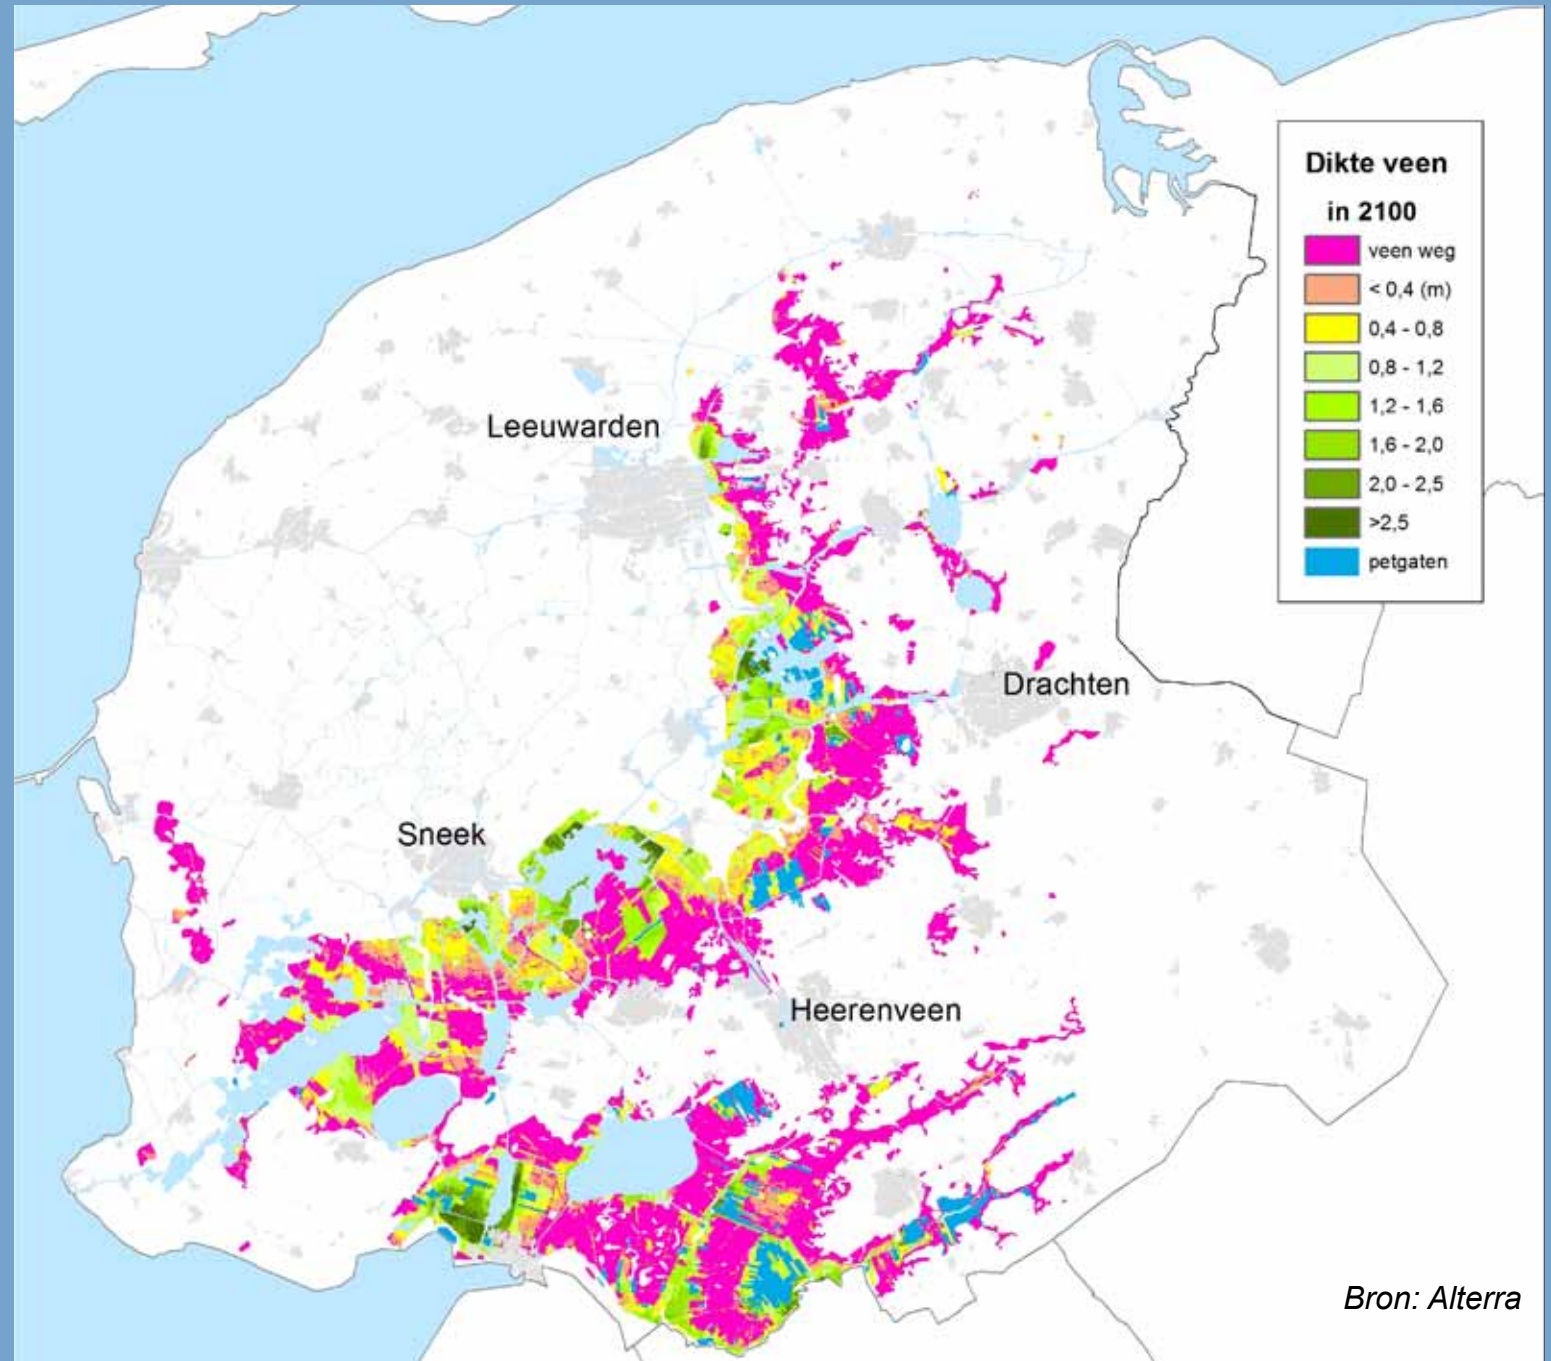 Dikte veen
in 2100
veen weg
< 0,4 (m)
0,4 - 0,8
0,8 - 1,2
1,2 - 1,6
1,6 - 2,0
2,0 - 2,5
>2,5
petgaten
Leeuwarden
Drachten
Sneek
Heerenveen
Bron: Alterra